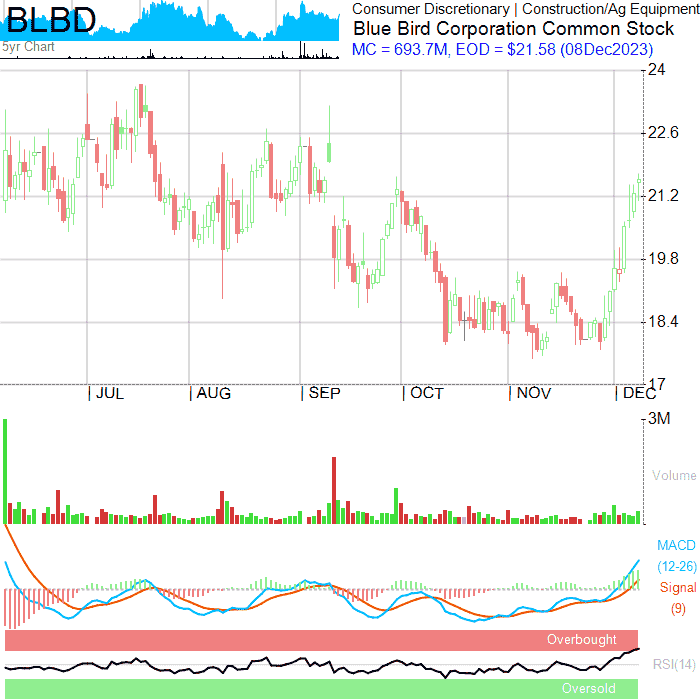 BLBD
5yr Chart
Consumer Discretionary | Construction/Ag Equipment
Blue Bird Corporation Common Stock
MC = 693.7M, EOD = $21.58 (08Dec2023)
24
22.6
21.2
19.8
18.4
17
| JUL | AUG | SEP | OCT | NOV | DEC
3M
Volume
MACD
(12-26)
Signal
(9)
Overbought
RSI(14)
Oversold